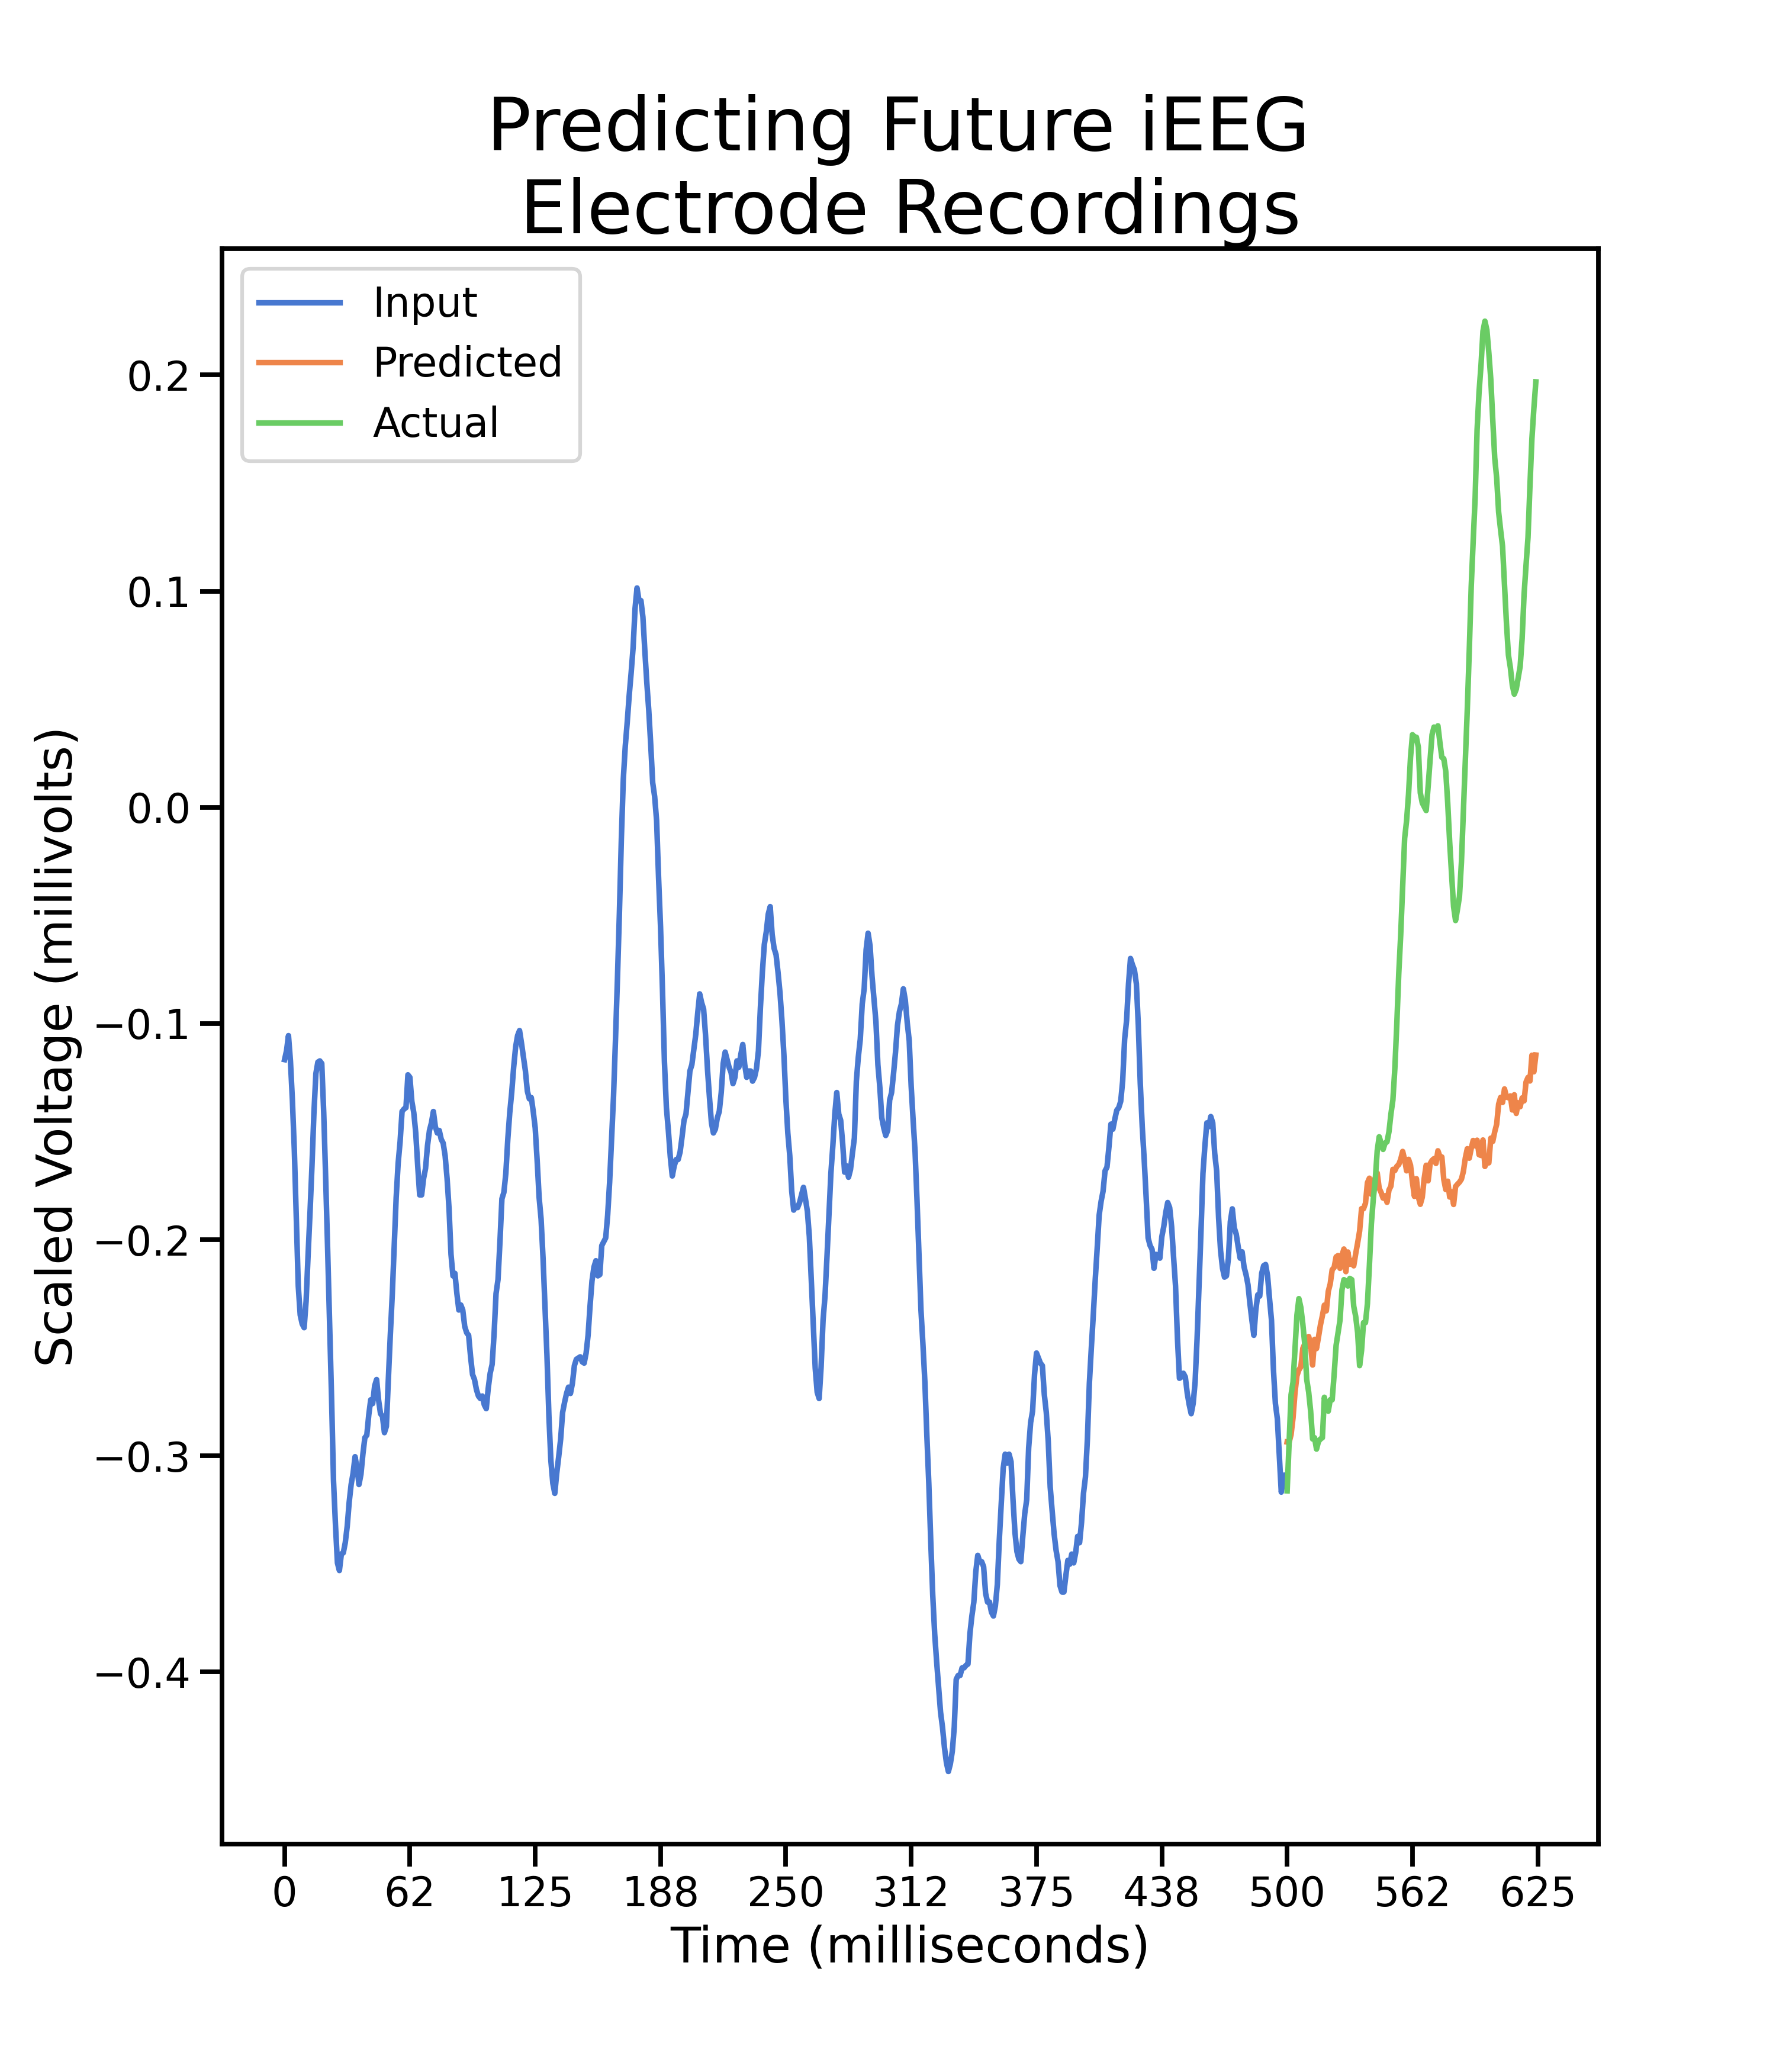 Predicting Future iEEG
Electrode Recordings
Input
Predicted
Actual
Scaled Voltage (millivolts)
0.2
0.1
0.0
−0.1
−0.2
−0.3
−0.4
0 62 125 188 250 312 375 438 500 562 625
Time (milliseconds)